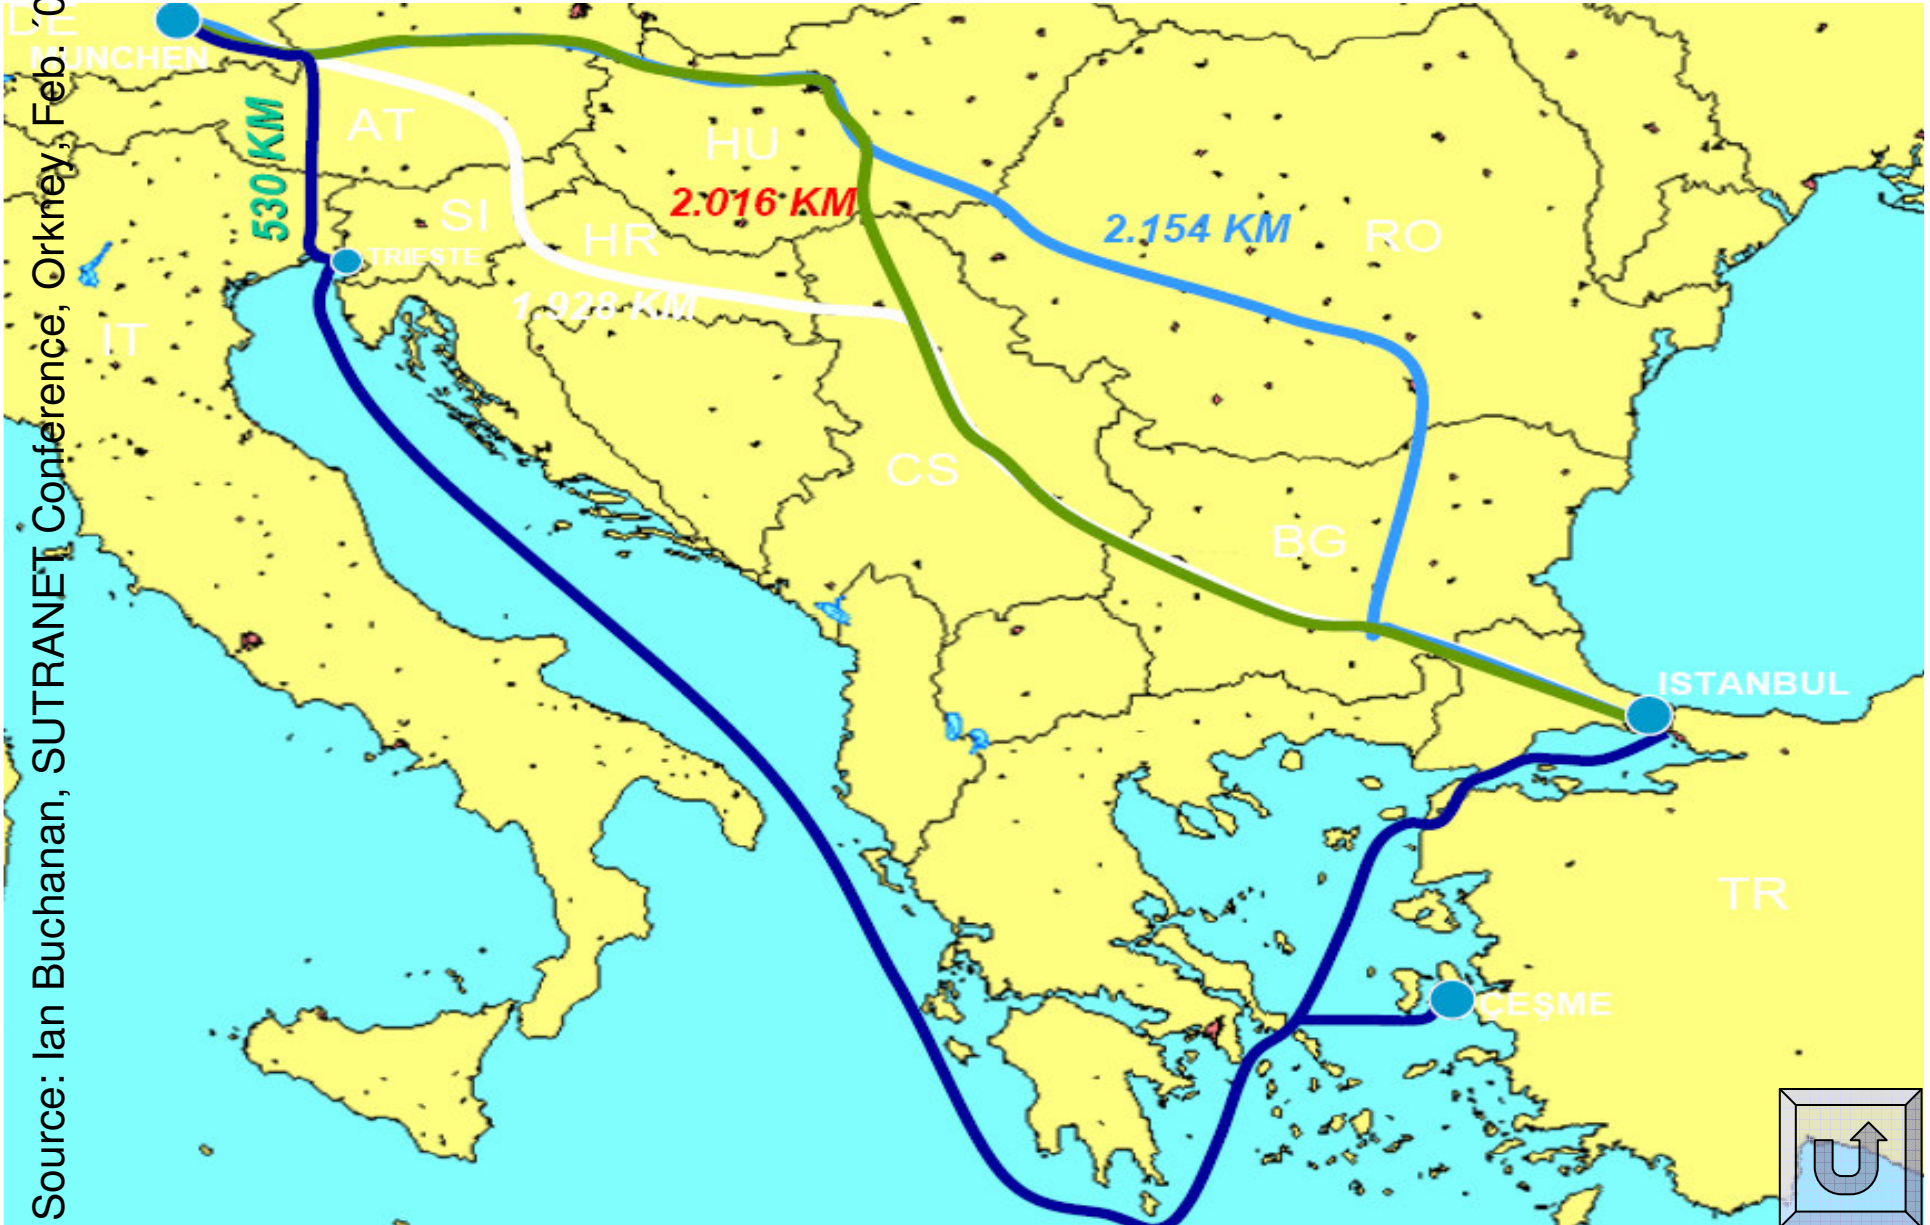 DE
MÜNCHEN
AT
530 KM
HU
SI
2.016 KM
HR
2.154 KM
RO
TRIESTE
1.928 KM
IT
CS
BG
ISTANBUL
TR
ÇEŞME
Source: Ian Buchanan, SUTRANET Conference, Orkney, Feb.